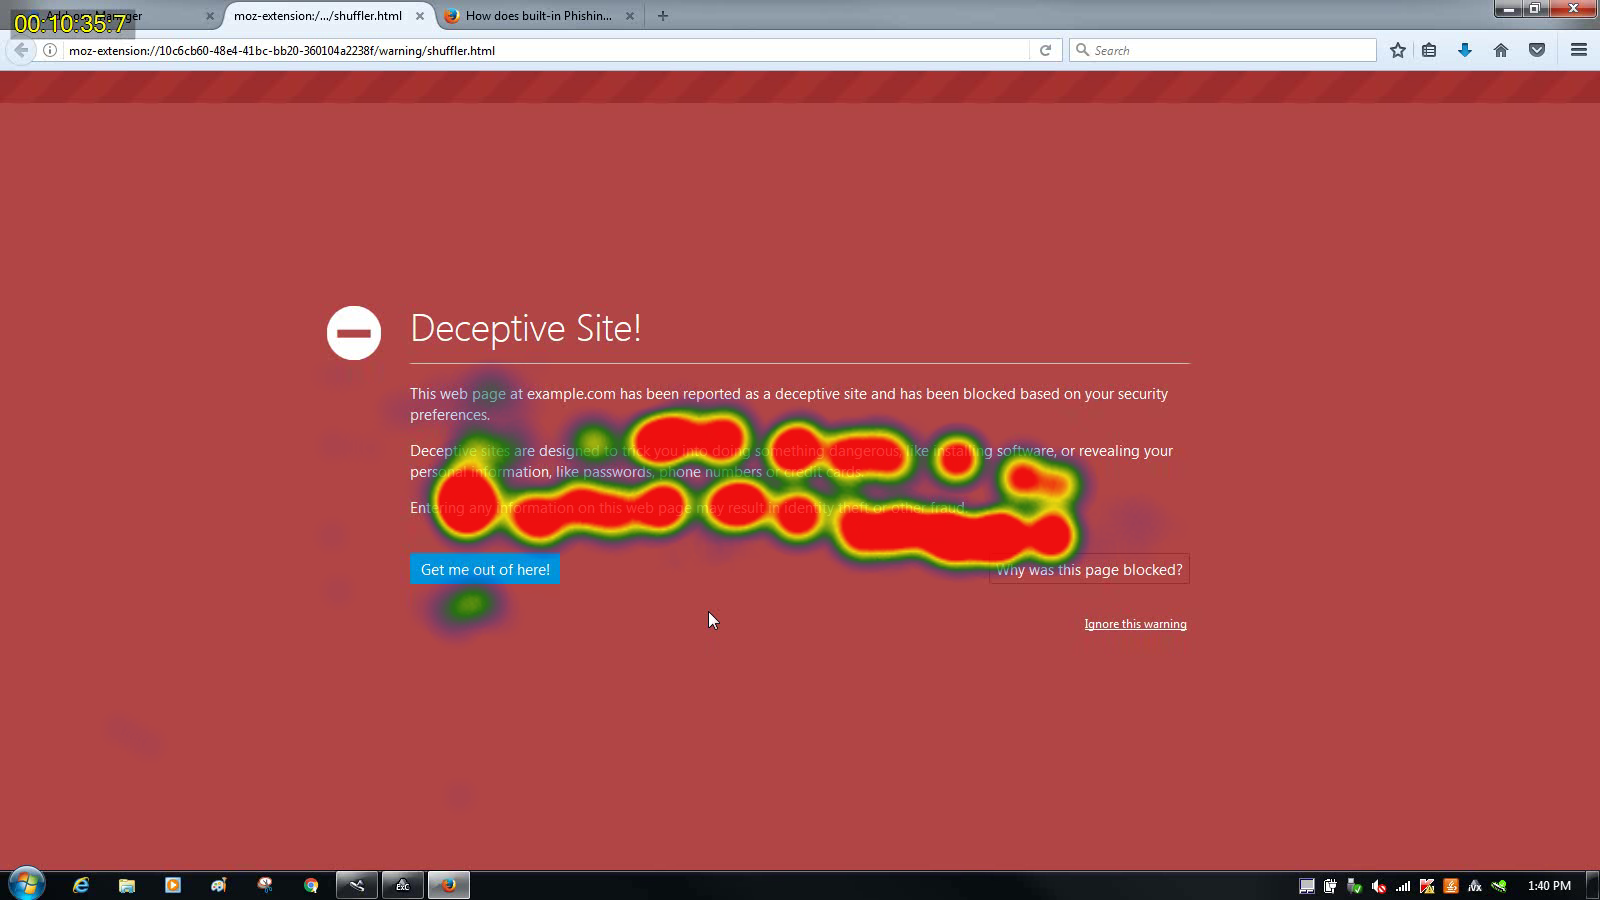 00:10:35:7
moz-extension:/.../shuffler.html
How does built-in Phishin...
moz-extension://10c6cb60-48e4-41bc-bb20-360104a2238f/warning/shuffler.html
Search
Deceptive Site!
This web page at example.com has been reported as a deceptive site and has been blocked based on your security
preferences.
Deceptive sites are designed to trick you into doing something dangerous, like installing software, or revealing your
personal information, like passwords, phone numbers or credit cards.
Entering any information on this web page may result in identity theft or other fraud.
Get me out of here!
Why was this page blocked?
Ignore this warning
EXC
1:40 PM